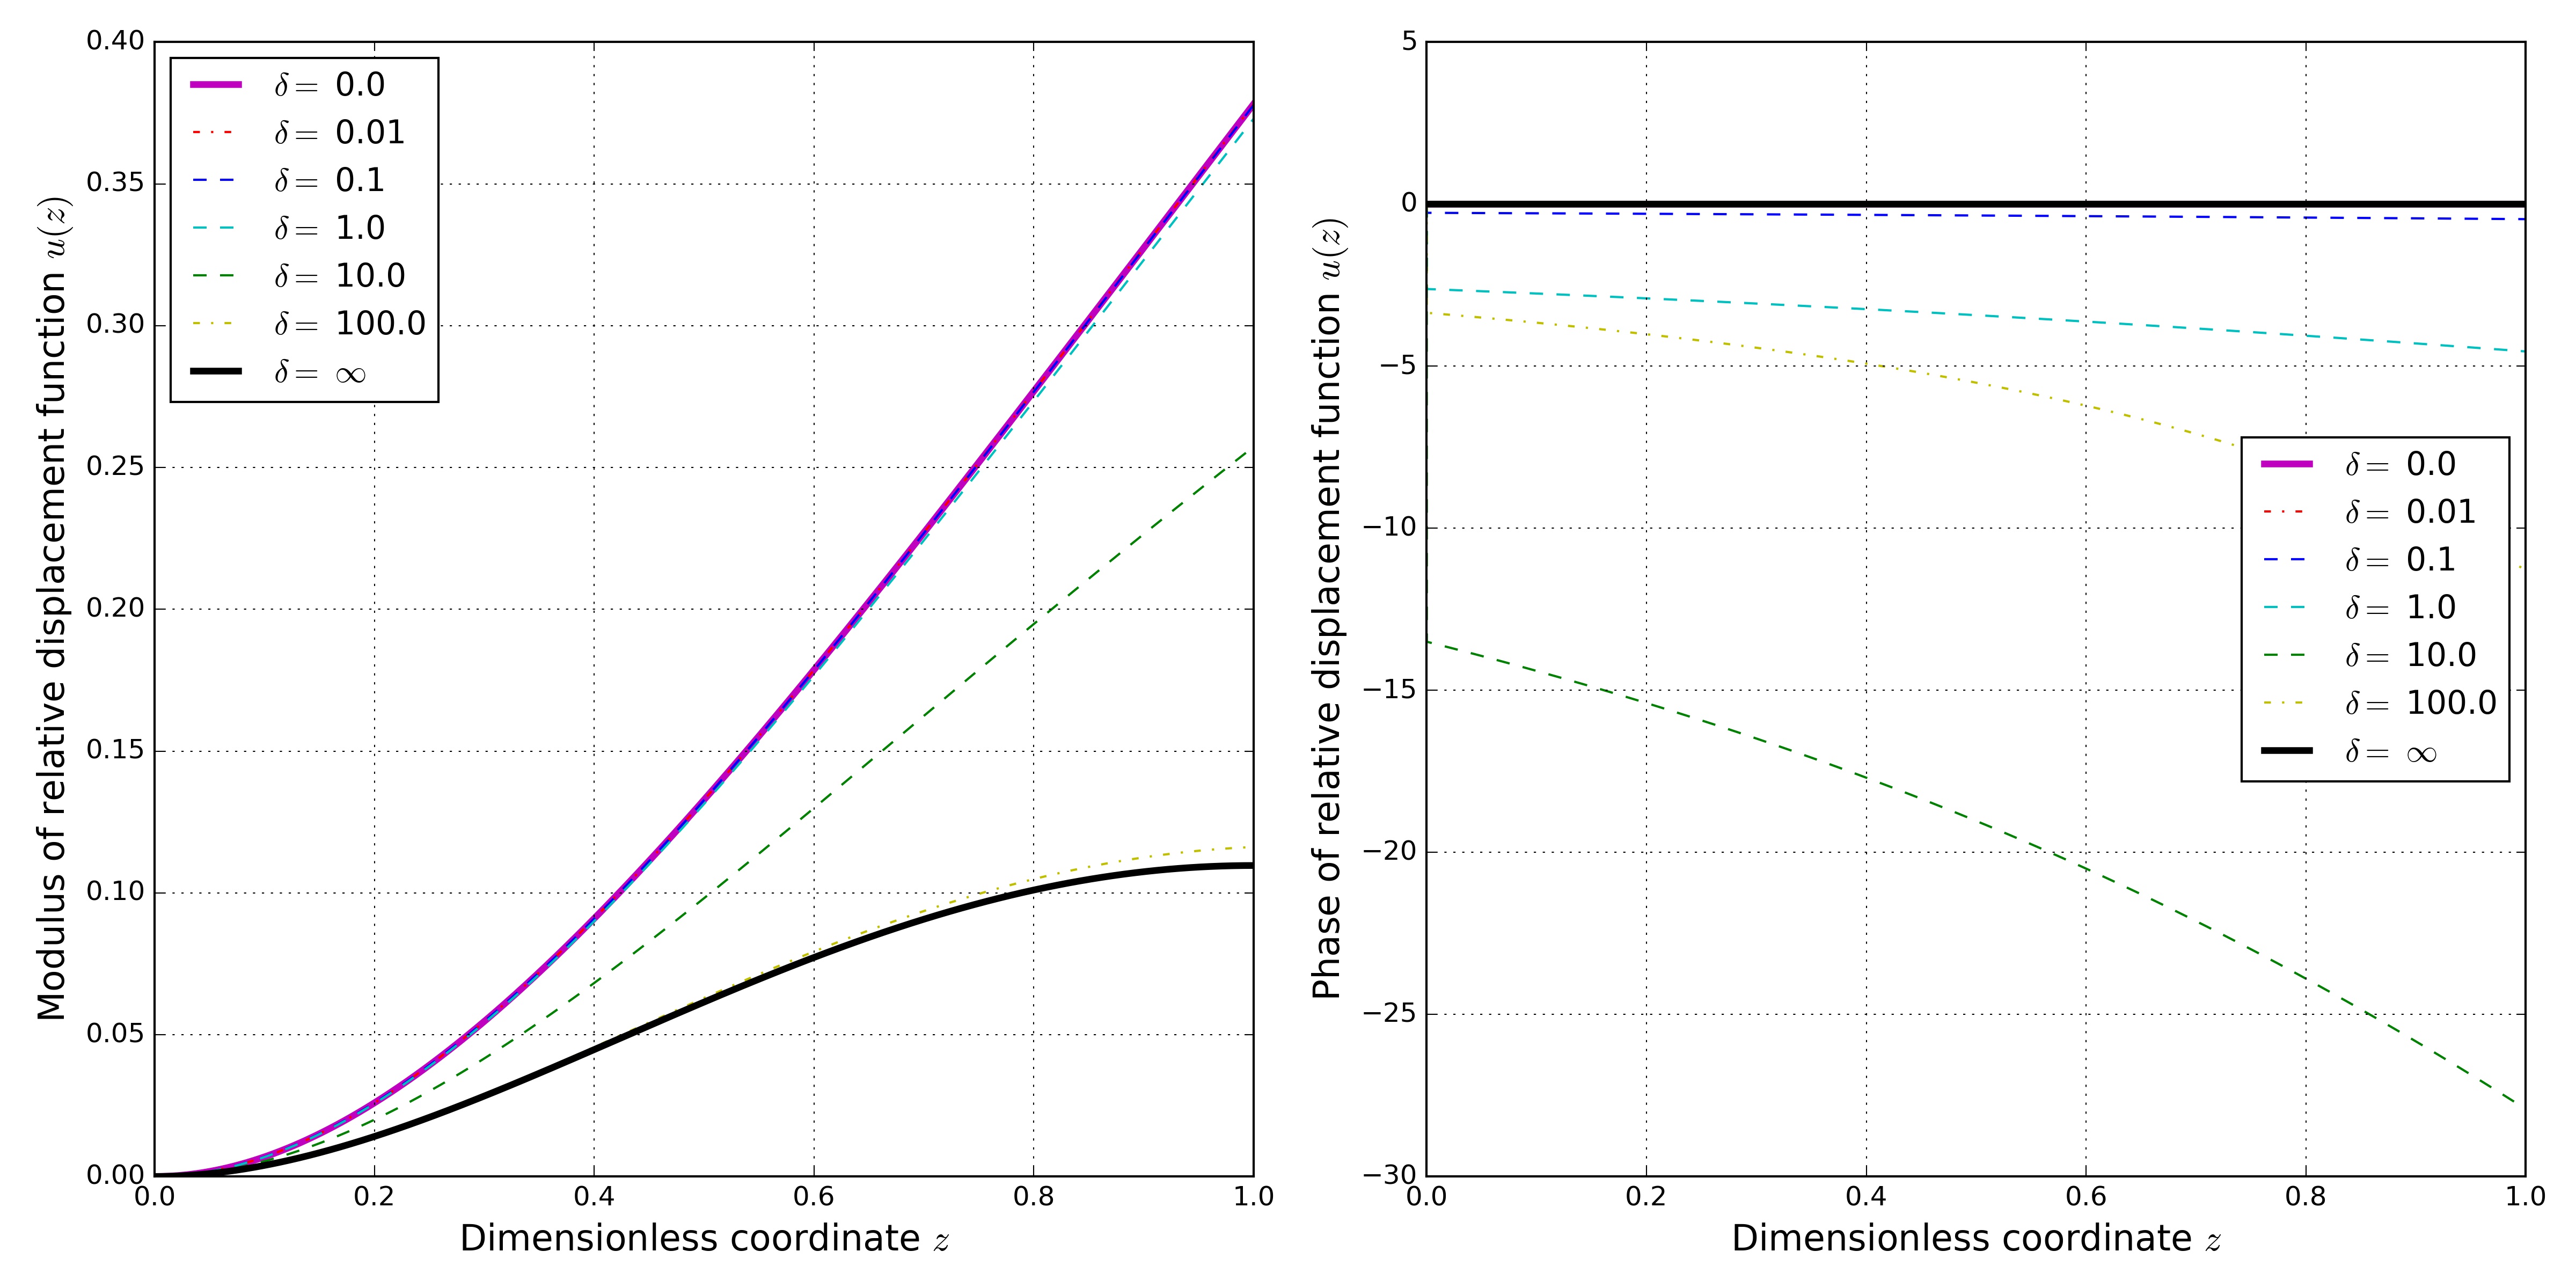 0.40
0.35
0.30
0.25
0.20
0.15
0.10
0.05
0.00
0.0 0.2 0.4 0.6 0.8 1.0
Modulus of relative displacement function u(z)
Dimensionless coordinate z
δ = 0.0
δ = 0.01
δ = 0.1
δ = 1.0
δ = 10.0
δ = 100.0
δ = ∞
5
0
−5
−10
−15
−20
−25
−30
0.0 0.2 0.4 0.6 0.8 1.0
Phase of relative displacement function u(z)
Dimensionless coordinate z
δ = 0.0
δ = 0.01
δ = 0.1
δ = 1.0
δ = 10.0
δ = 100.0
δ = ∞